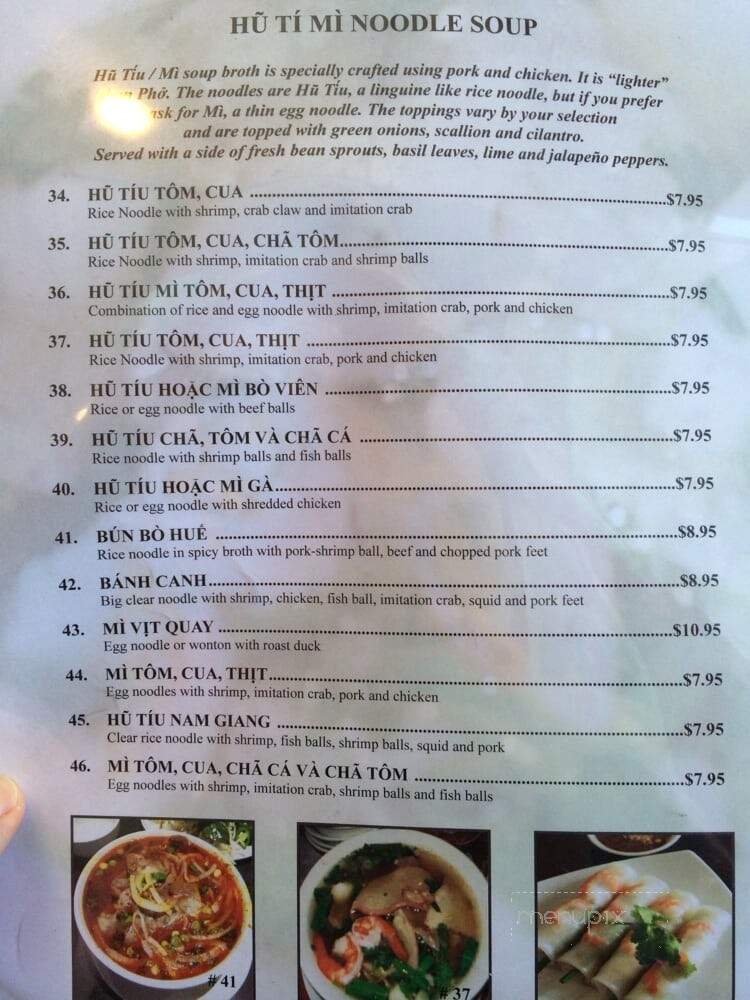 HŨ TÍ MÌ NOODLE SOUP
Hũ Tíu / Mì soup broth is specially crafted using pork and chicken. It is “lighter”
Phở. The noodles are Hũ Tíu, a linguine like rice noodle, but if you prefer
ask for Mì, a thin egg noodle. The toppings vary by your selection
and are topped with green onions, scallion and cilantro.
Served with a side of fresh bean sprouts, basil leaves, lime and jalapeño peppers.
34. HŨ TÍU TÔM, CUA ........ $7.95
Rice Noodle with shrimp, crab claw and imitation crab
35. HŨ TÍU TÔM, CUA, CHÃ TÔM ........ $7.95
Rice Noodle with shrimp, imitation crab and shrimp balls
36. HŨ TÍU MÌ TÔM, CUA, THỊT ........ $7.95
Combination of rice and egg noodle with shrimp, imitation crab, pork and chicken
37. HŨ TÍU TÔM, CUA, THỊT ........ $7.95
Rice Noodle with shrimp, imitation crab, pork and chicken
38. HŨ TÍU HOẶC MÌ BÒ VIÊN ........ $7.95
Rice or egg noodle with beef balls
39. HŨ TÍU CHÃ, TÔM VÀ CHÃ CÁ ........ $7.95
Rice noodle with shrimp balls and fish balls
40. HŨ TÍU HOẶC MÌ GÀ ........ $7.95
Rice or egg noodle with shredded chicken
41. BÚN BÒ HUẾ ........ $8.95
Rice noodle in spicy broth with pork-shrimp ball, beef and chopped pork feet
42. BÁNH CANH ........ $8.95
Big clear noodle with shrimp, chicken, fish ball, imitation crab, squid and pork feet
43. MÌ VỊT QUAY ........ $10.95
Egg noodle or wonton with roast duck
44. MÌ TÔM, CUA, THỊT ........ $7.95
Egg noodles with shrimp, imitation crab, pork and chicken
45. HŨ TÍU NAM GIANG ........ $7.95
Clear rice noodle with shrimp, fish balls, shrimp balls, squid and pork
46. MÌ TÔM, CUA, CHÃ CÁ VÀ CHÃ TÔM ........ $7.95
Egg noodles with shrimp, imitation crab, shrimp balls and fish balls
# 41
# 37
menupix